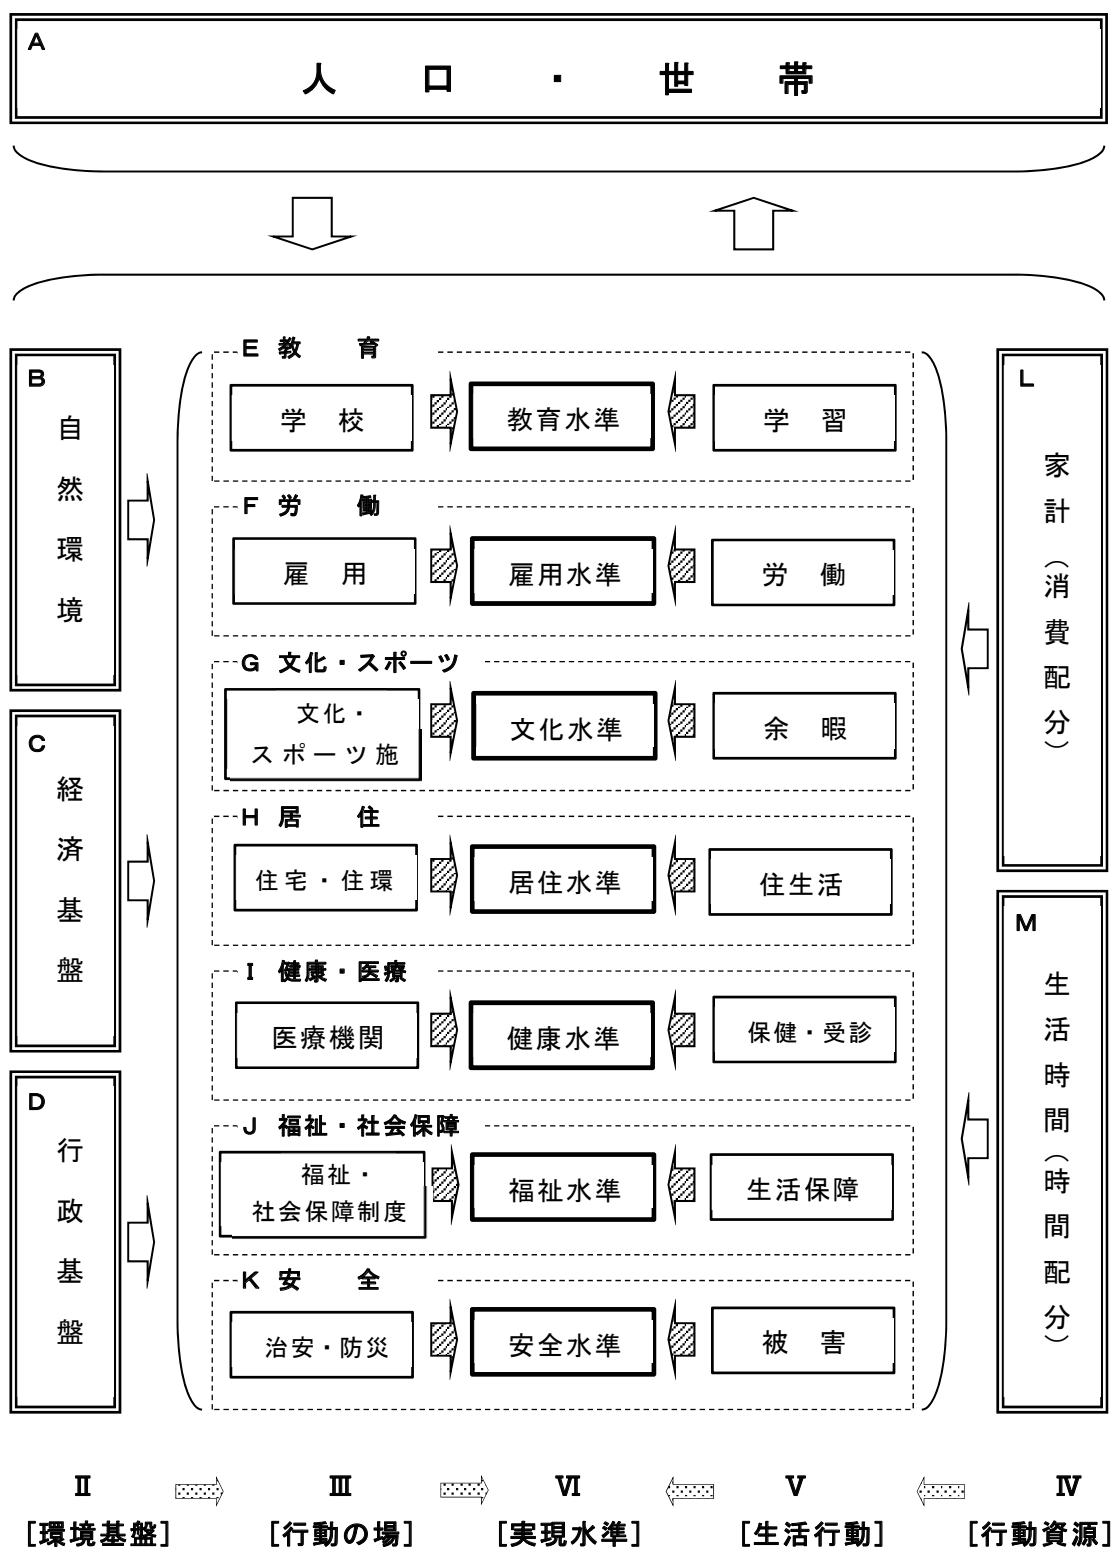 A
人口・世帯
B
自然環境
C
経済基盤
D
行政基盤
E 教育
学校
教育水準
学習
F 労働
雇用
雇用水準
労働
G 文化・スポーツ
文化・
スポーツ施
文化水準
余暇
H 居住
住宅・住環
居住水準
住生活
I 健康・医療
医療機関
健康水準
保健・受診
J 福祉・社会保障
福祉・
社会保障制度
福祉水準
生活保障
K 安全
治安・防災
安全水準
被害
L
家計（消費配分）
M
生活時間（時間配分）
Ⅱ
Ⅲ
Ⅵ
Ⅴ
Ⅳ
[環境基盤]
[行動の場]
[実現水準]
[生活行動]
[行動資源]